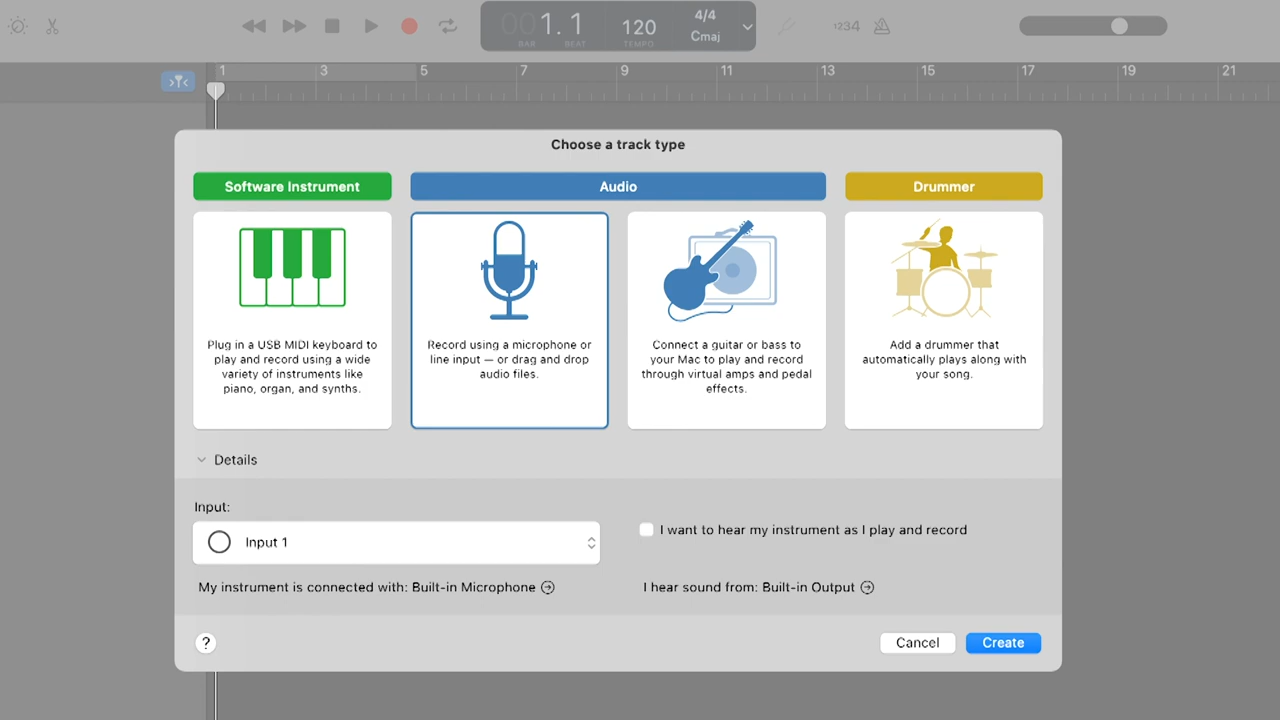 001.1
BAR
BEAT
120
TEMPO
4/4
Cmaj
1234
1
3
5
7
9
11
13
15
17
19
21
Choose a track type
Software Instrument
Audio
Drummer
Plug in a USB MIDI keyboard to
play and record using a wide
variety of instruments like
piano, organ, and synths.
Record using a microphone or
line input — or drag and drop
audio files.
Connect a guitar or bass to
your Mac to play and record
through virtual amps and pedal
effects.
Add a drummer that
automatically plays along with
your song.
Details
Input:
Input 1
I want to hear my instrument as I play and record
My instrument is connected with: Built-in Microphone
I hear sound from: Built-in Output
?
Cancel
Create